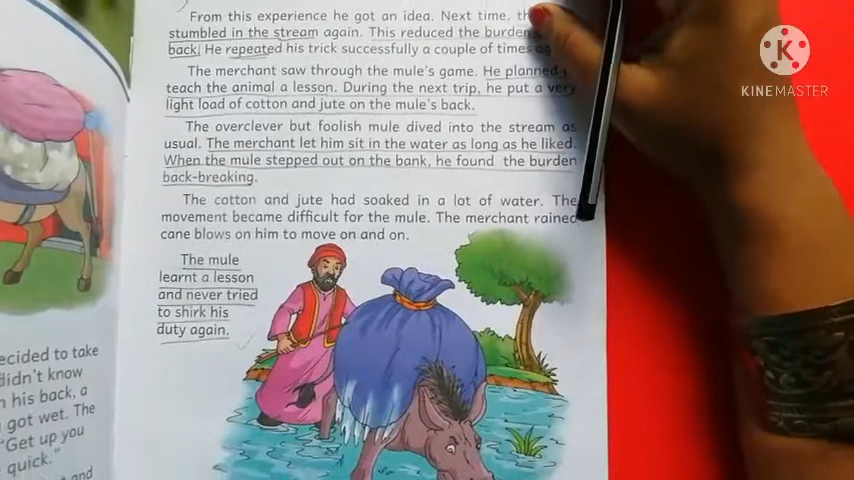 From this experience he got an idea. Next time,
stumbled in the stream again. This reduced the burden
back. He repeated his trick successfully a couple of times
The merchant saw through the mule's game. He planned
teach the animal a lesson. During the next trip, he put a very
light load of cotton and jute on the mule's back.
The overclever but foolish mule dived into the stream as
usual. The merchant let him sit in the water as long as he liked.
When the mule stepped out on the bank, he found the burden
back-breaking.
The cotton and jute had soaked in a lot of water. The
movement became difficult for the mule. The merchant rained
cane blows on him to move on and on.
The mule
learnt a lesson
and never tried
to shirk his
duty again.
ecided to take
didn't know
his back, a
got wet. The
"Get up you
quick."
and
K
KINEMASTER